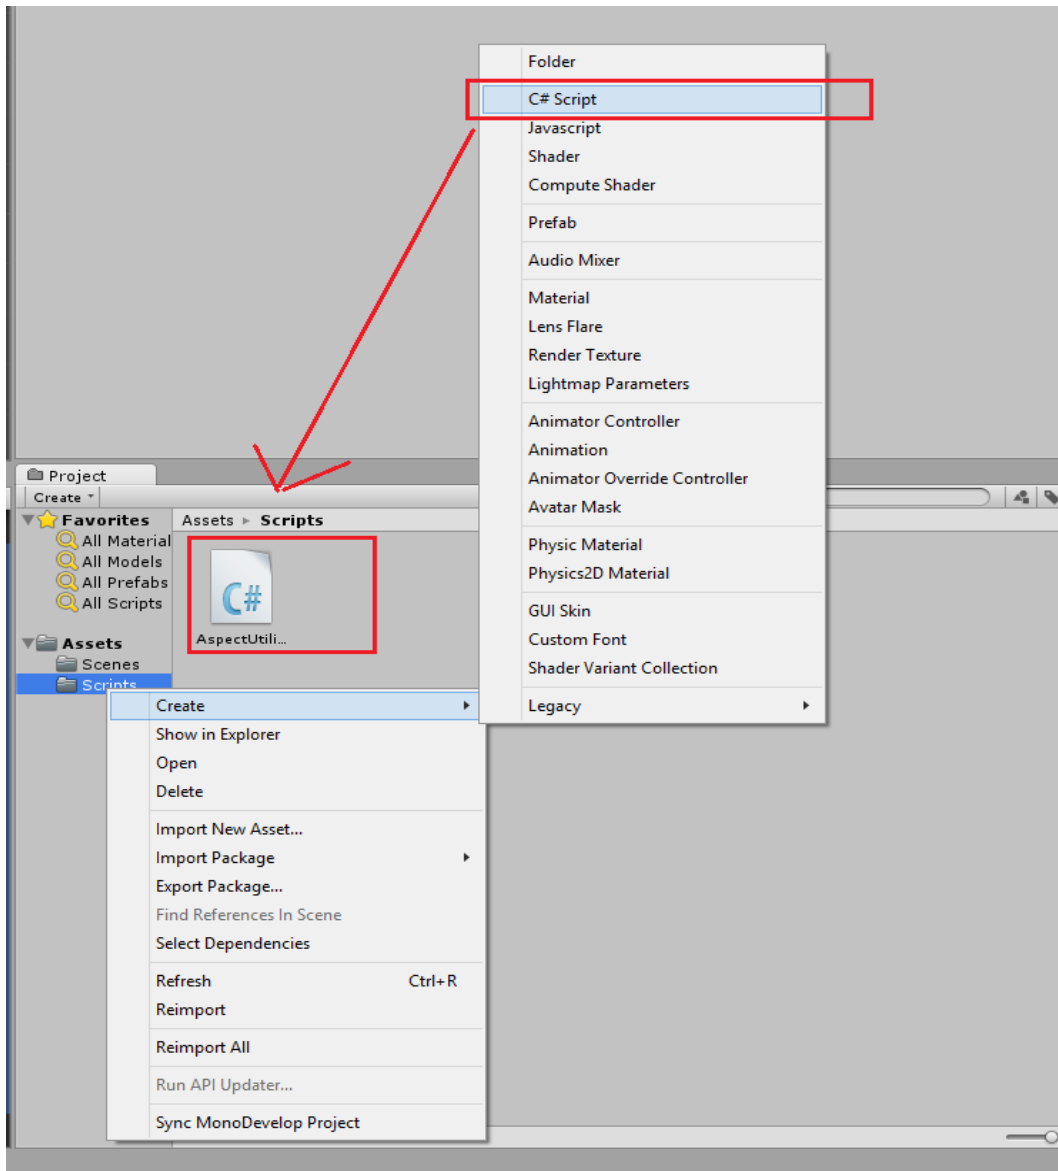 Folder
C# Script
Javascript
Shader
Compute Shader
Prefab
Audio Mixer
Material
Lens Flare
Render Texture
Lightmap Parameters
Animator Controller
Animation
Animator Override Controller
Avatar Mask
Physic Material
Physics2D Material
GUI Skin
Custom Font
Shader Variant Collection
Legacy
Project
Create
Favorites
All Material
All Models
All Prefabs
All Scripts
Assets
Scenes
Scripts
Assets Scripts
C#
AspectUtili...
Create
Show in Explorer
Open
Delete
Import New Asset...
Import Package
Export Package...
Find References In Scene
Select Dependencies
Refresh Ctrl+R
Reimport
Reimport All
Run API Updater...
Sync MonoDevelop Project